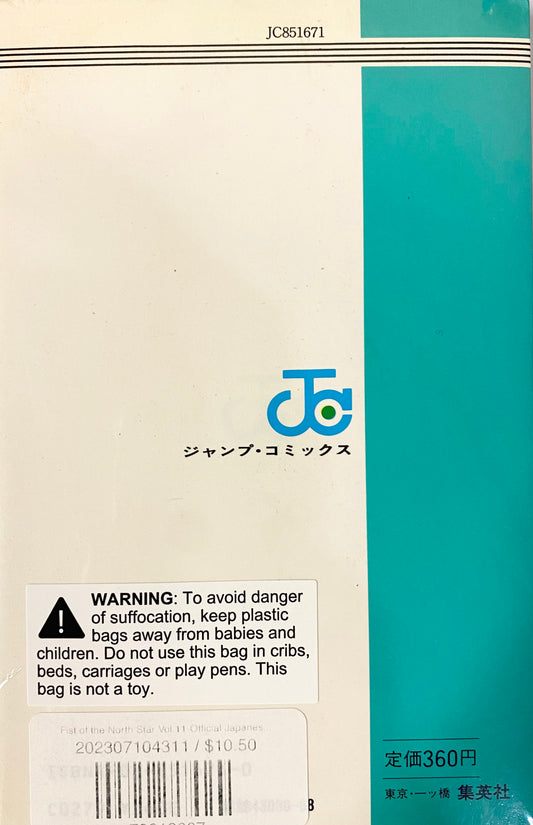 JC851671
JC
ジャンプ・コミックス
WARNING: To avoid danger
of suffocation, keep plastic
bags away from babies and
children. Do not use this bag in cribs,
beds, carriages or play pens. This
bag is not a toy.
Fist of the North Star Vol.11 Official Japanes
202307104311 / $10.50
定価360円
東京・一ツ橋 集英社